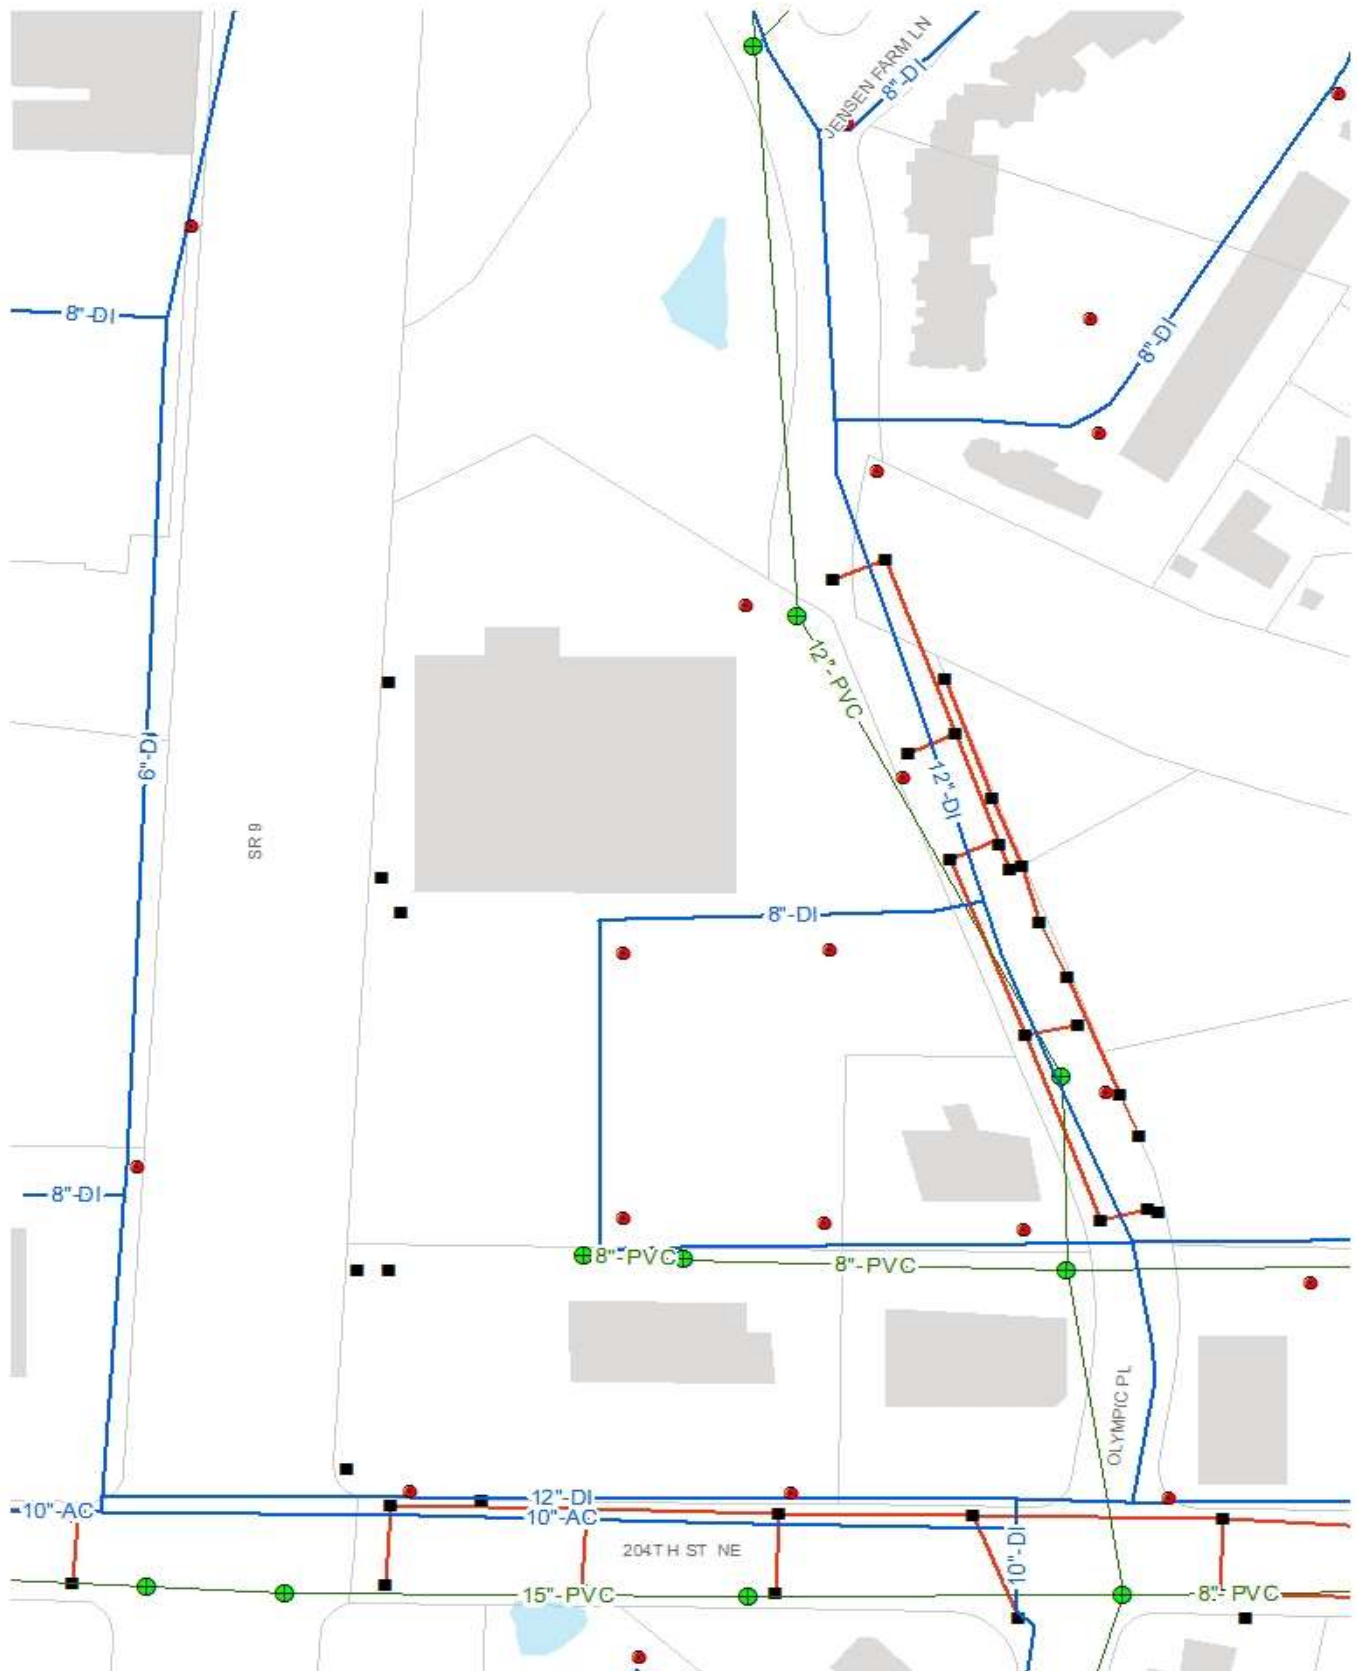 JENSEN FARM LN
8"-DI
8"-DI
8"-DI
12"-PVC
6"-DI
12"-DI
SR 9
8"-DI
8"-DI
8"-PVC
8"-PVC
OLYMPIC PL
12"-DI
10"-AC
10"-AC
204TH ST NE
10"-DI
15"-PVC
8"-PVC